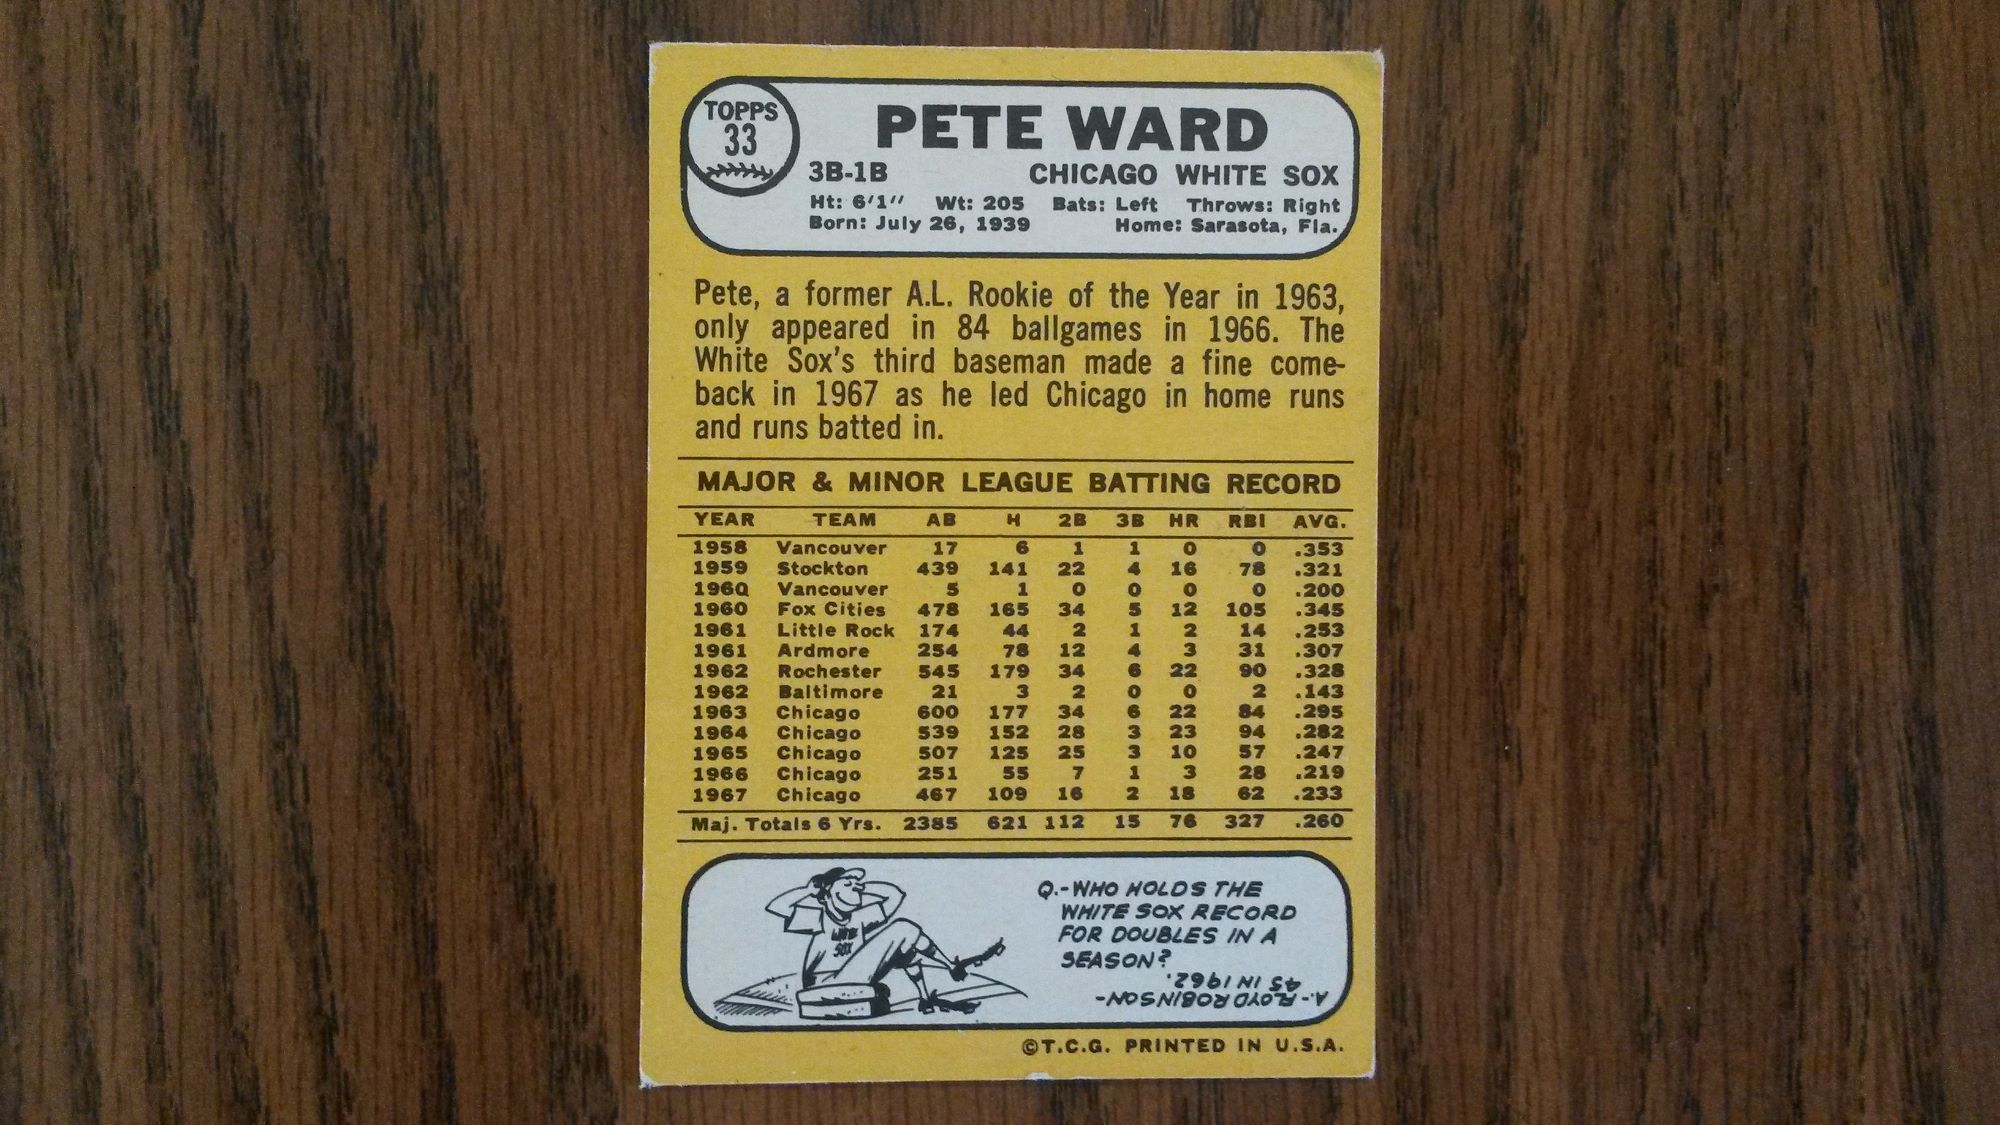 TOPPS
33
PETE WARD
3B-1B CHICAGO WHITE SOX
Ht: 6'1" Wt: 205 Bats: Left Throws: Right
Born: July 26, 1939 Home: Sarasota, Fla.
Pete, a former A.L. Rookie of the Year in 1963,
only appeared in 84 ballgames in 1966. The
White Sox's third baseman made a fine come-
back in 1967 as he led Chicago in home runs
and runs batted in.
MAJOR & MINOR LEAGUE BATTING RECORD
YEAR TEAM AB H 2B 3B HR RBI AVG.
1958 Vancouver 17 6 1 1 0 0 .353
1959 Stockton 439 141 22 4 16 78 .321
1960 Vancouver 5 1 0 0 0 0 .200
1960 Fox Cities 478 165 34 5 12 105 .345
1961 Little Rock 174 44 2 1 2 14 .253
1961 Ardmore 254 78 12 4 3 31 .307
1962 Rochester 545 179 34 6 22 90 .328
1962 Baltimore 21 3 2 0 0 2 .143
1963 Chicago 600 177 34 6 22 84 .295
1964 Chicago 539 152 28 3 23 94 .282
1965 Chicago 507 125 25 3 10 57 .247
1966 Chicago 251 55 7 1 3 28 .219
1967 Chicago 467 109 16 2 18 62 .233
Maj. Totals 6 Yrs. 2385 621 112 15 76 327 .260
WHITE
SOX
Q.-WHO HOLDS THE
WHITE SOX RECORD
FOR DOUBLES IN A
SEASON?
A.-FLOYD ROBINSON-
45 IN 1962.
©T.C.G. PRINTED IN U.S.A.